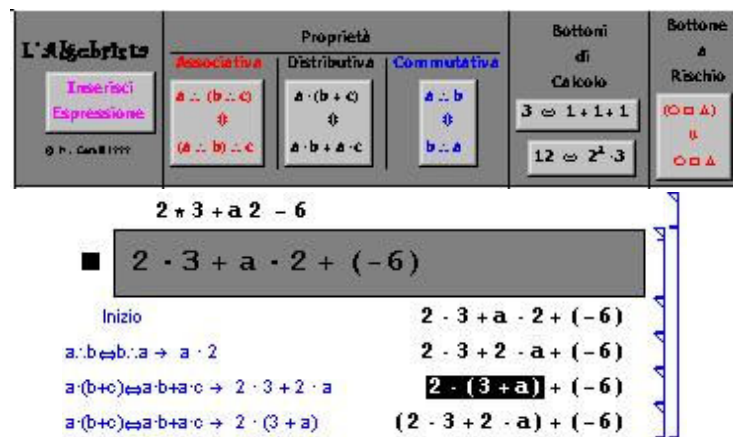 L'Algebrista
Inserisci
Espressione
Proprietà
Associativa
a ∴ (b ∴ c)
⇕
(a ∴ b) ∴ c
Distributiva
a ·(b + c)
⇕
a ·b + a ·c
Commutativa
a ∴ b
⇕
b ∴ a
Bottoni
di
Calcolo
3 ⇔ 1+1+1
12 ⇔ 2² ·3
Bottone
a
Rischio
(○ □ △)
⇓
○ □ △
2 * 3 + a 2 - 6
■ 2 · 3 + a · 2 + (-6)
Inizio 2 · 3 + a · 2 + (-6)
a∴b⇔b∴a → a · 2 2 · 3 + 2 · a + (-6)
a·(b+c)⇔a·b+a·c → 2 · 3 + 2 · a 2 · (3 + a) + (-6)
a·(b+c)⇔a·b+a·c → 2 · (3 + a) (2 · 3 + 2 · a) + (-6)